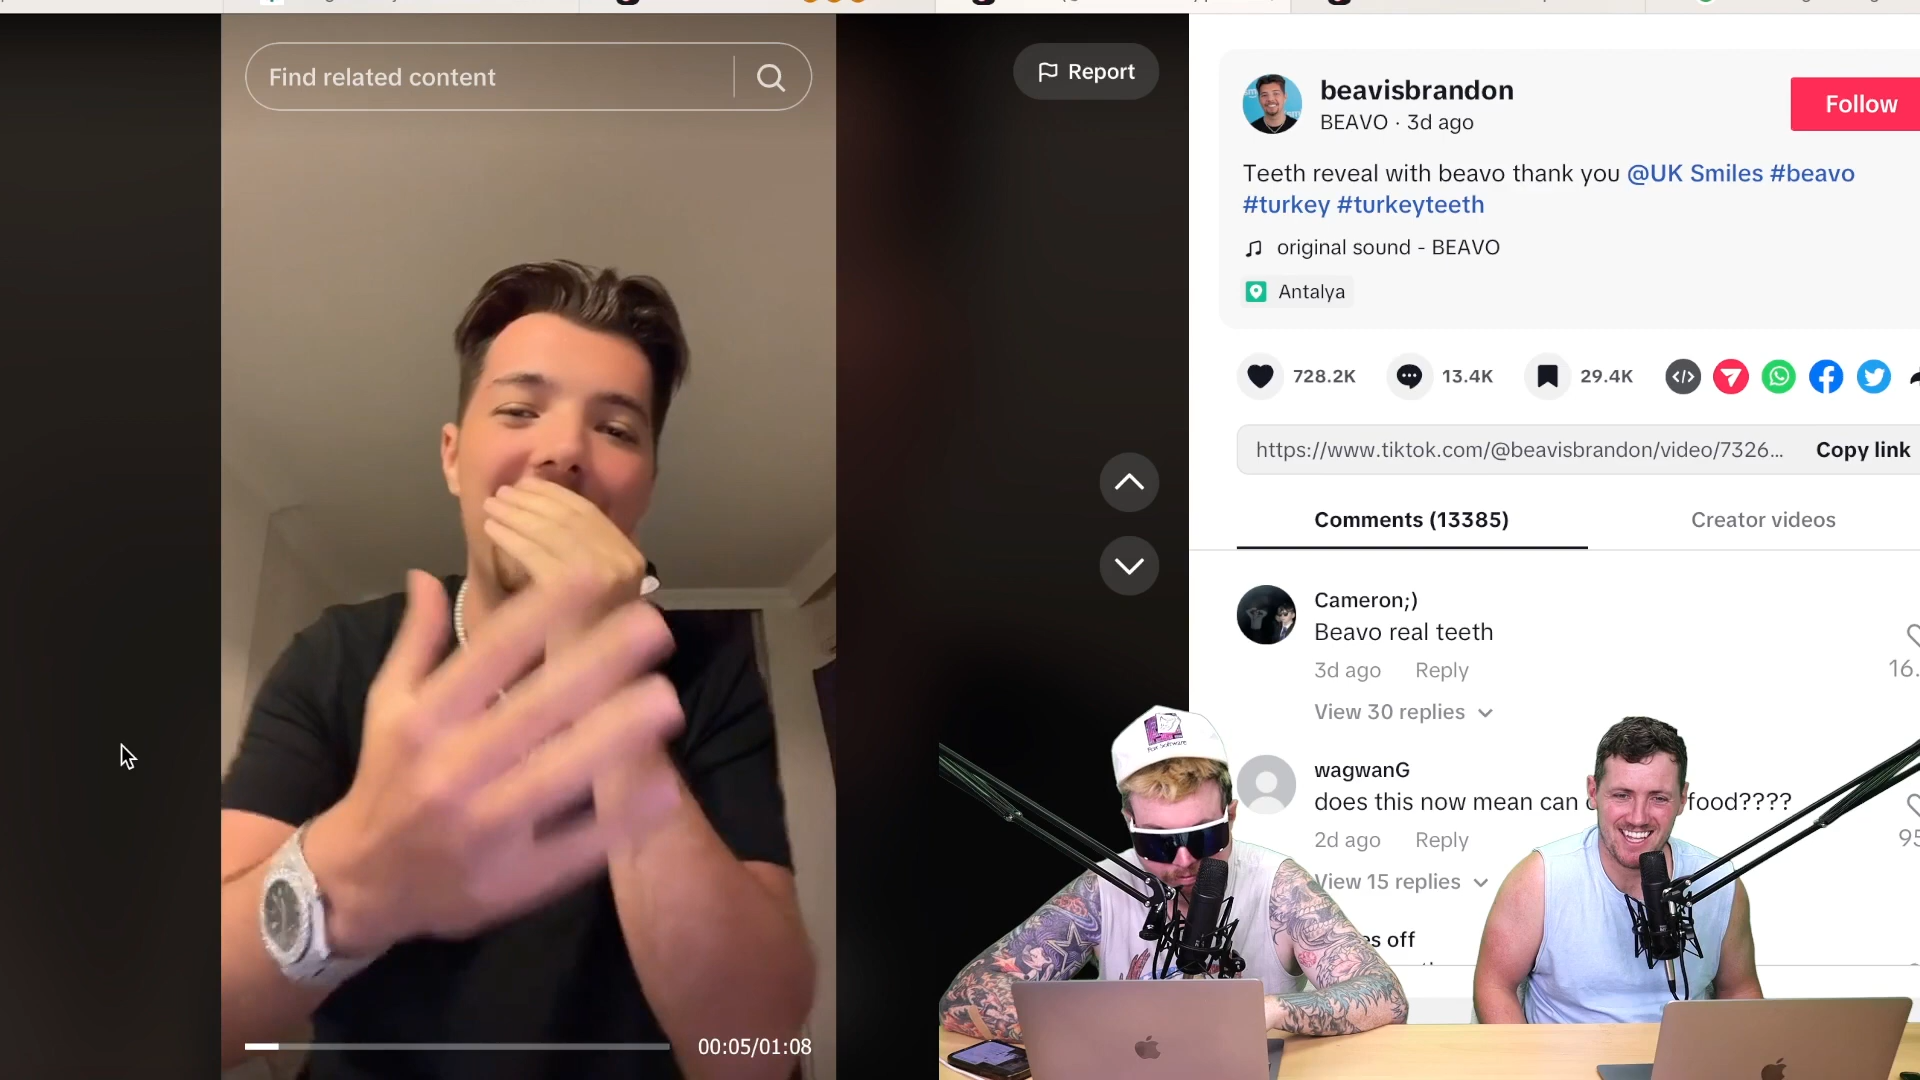 Find related content
Report
beavisbrandon
BEAVO · 3d ago
Follow
Teeth reveal with beavo thank you @UK Smiles #beavo
#turkey #turkeyteeth
original sound - BEAVO
Antalya
728.2K
13.4K
29.4K
https://www.tiktok.com/@beavisbrandon/video/7326...
Copy link
Comments (13385)
Creator videos
Cameron;)
Beavo real teeth
3d ago
Reply
16.
View 30 replies
wagwanG
does this now mean can food????
2d ago
Reply
95
View 15 replies
off
00:05/01:08